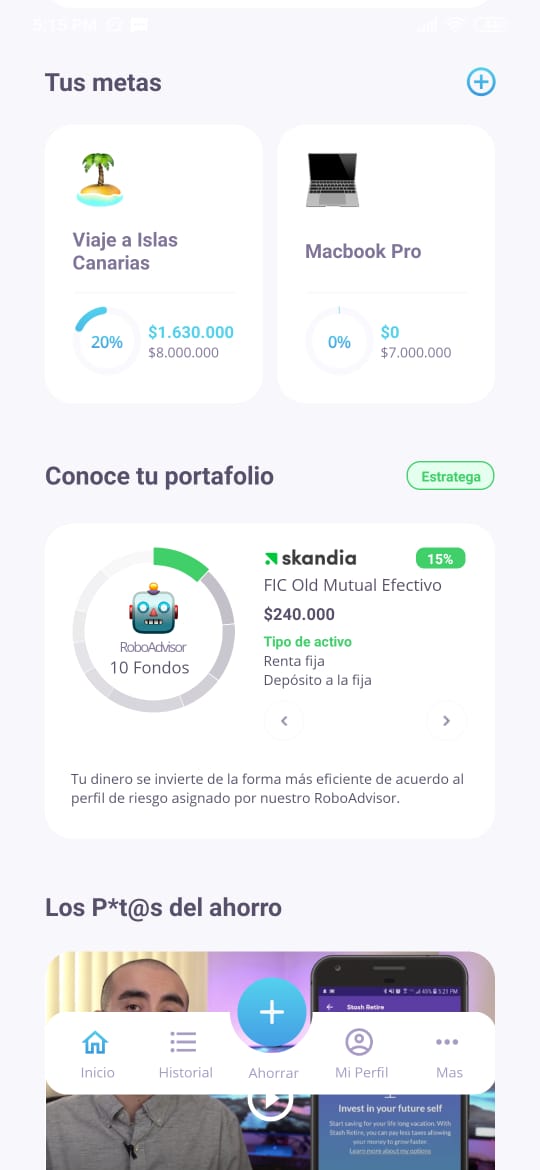 5:15 PM
Tus metas
Viaje a Islas
Canarias
20%
$1.630.000
$8.000.000
Macbook Pro
0%
$0
$7.000.000
Conoce tu portafolio
Estratega
RoboAdvisor
10 Fondos
skandia
15%
FIC Old Mutual Efectivo
$240.000
Tipo de activo
Renta fija
Depósito a la fija
Tu dinero se invierte de la forma más eficiente de acuerdo al
perfil de riesgo asignado por nuestro RoboAdvisor.
Los P*t@s del ahorro
45% 5:21 PM
Stash Retire
Inicio
Historial
Ahorrar
Mi Perfil
Mas
Invest in your future self
Start saving for your life long vacation. With
Stash Retire, you can pay less taxes allowing
your money to grow faster.
Learn more about my options